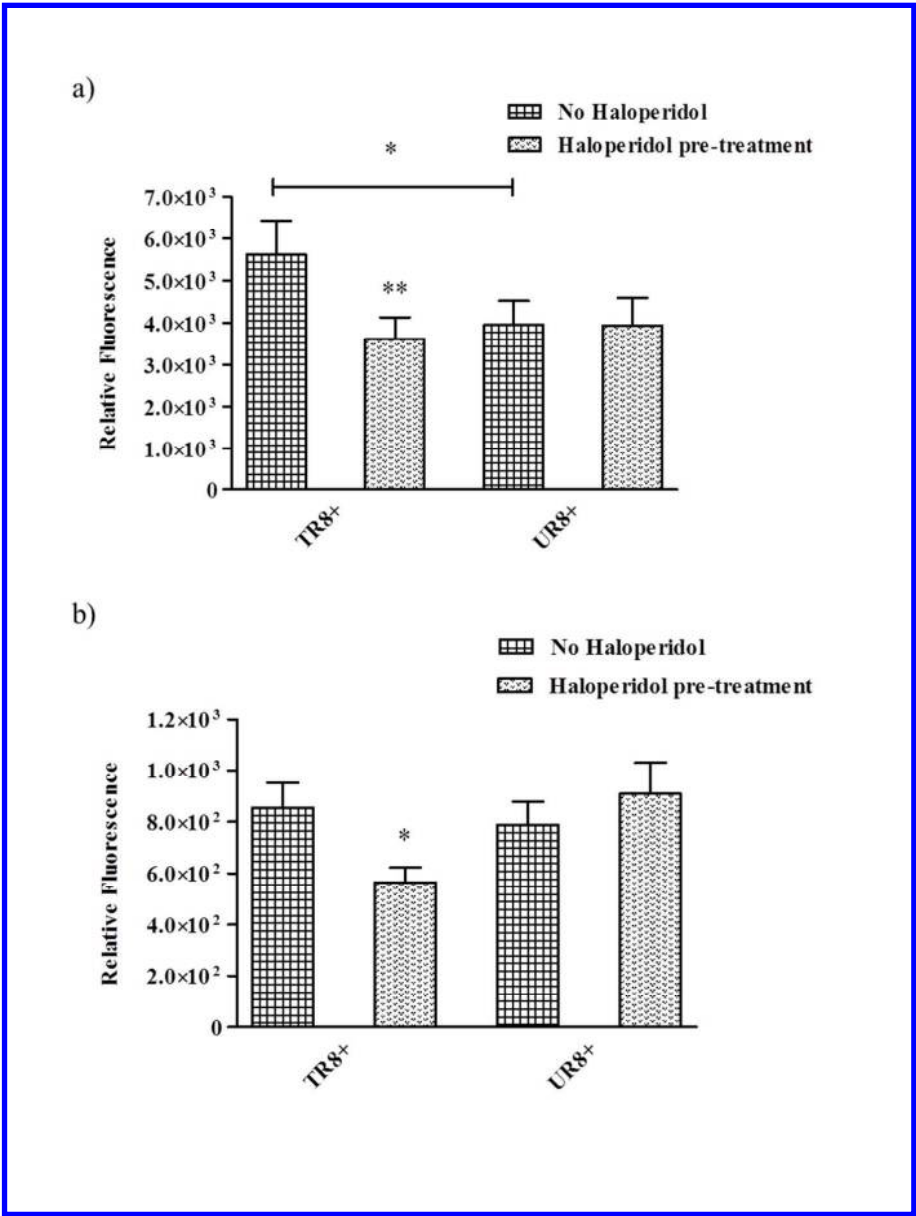 a)
No Haloperidol
Haloperidol pre-treatment
*
7.0×10³
6.0×10³
5.0×10³
4.0×10³
3.0×10³
2.0×10³
1.0×10³
0
Relative Fluorescence
**
TR8+
UR8+
b)
No Haloperidol
Haloperidol pre-treatment
1.2×10³
1.0×10³
8.0×10²
6.0×10²
4.0×10²
2.0×10²
0
Relative Fluorescence
*
TR8+
UR8+